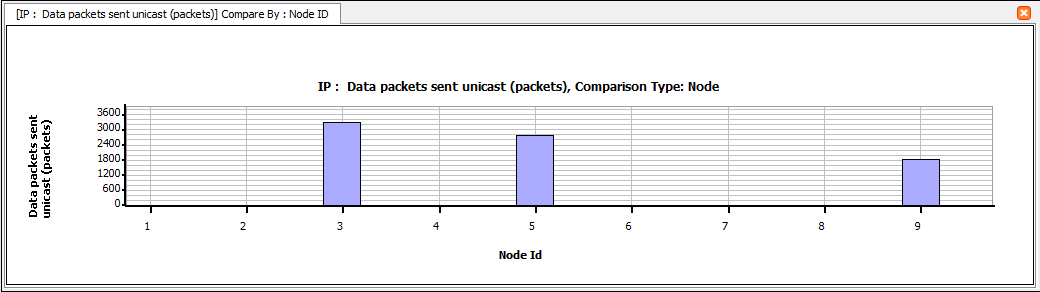 [IP :  Data packets sent unicast (packets)] Compare By : Node ID
IP :  Data packets sent unicast (packets), Comparison Type: Node
Data packets sent
unicast (packets)
3600
3000
2400
1800
1200
600
0
1 2 3 4 5 6 7 8 9
Node Id